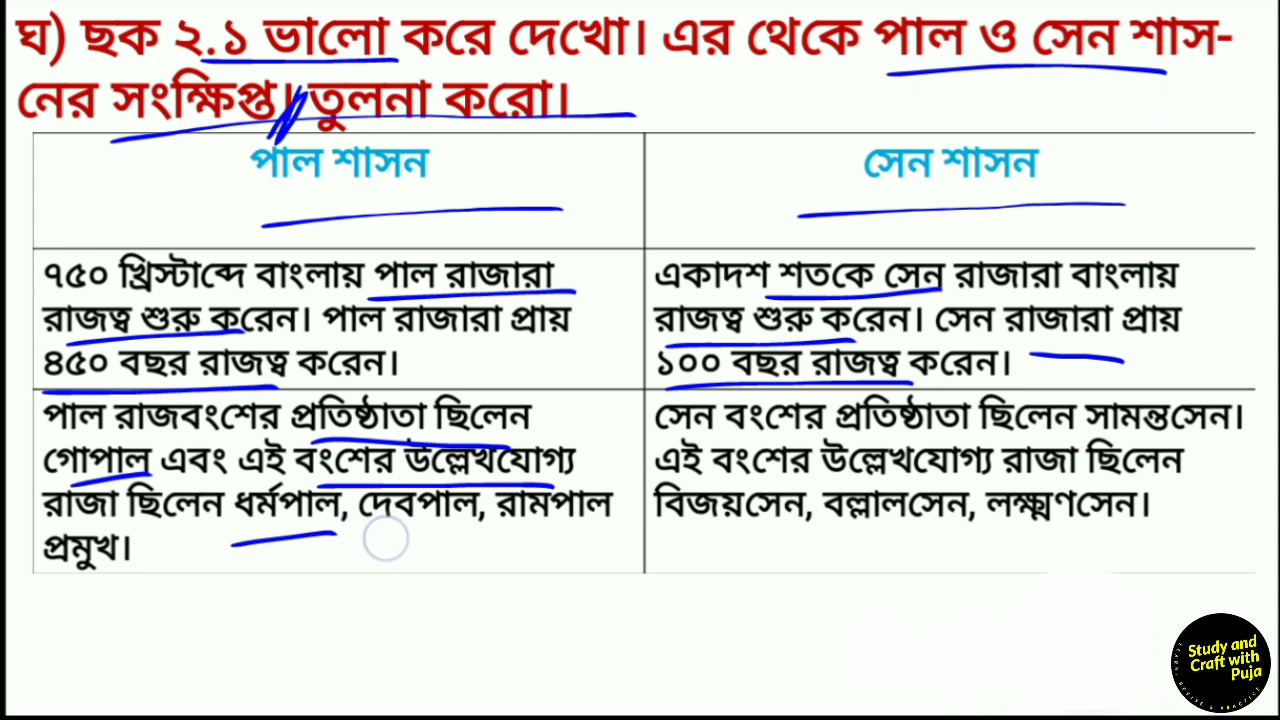 ঘ) ছক ২.১ ভালো করে দেখো। এর থেকে পাল ও সেন শাস-
নের সংক্ষিপ্ত। তুলনা করো।
পাল শাসন
সেন শাসন
৭৫০ খ্রিস্টাব্দে বাংলায় পাল রাজারা
রাজত্ব শুরু করেন। পাল রাজারা প্রায়
৪৫০ বছর রাজত্ব করেন।
একাদশ শতকে সেন রাজারা বাংলায়
রাজত্ব শুরু করেন। সেন রাজারা প্রায়
১০০ বছর রাজত্ব করেন।
পাল রাজবংশের প্রতিষ্ঠাতা ছিলেন
গোপাল এবং এই বংশের উল্লেখযোগ্য
রাজা ছিলেন ধর্মপাল, দেবপাল, রামপাল
প্রমুখ।
সেন বংশের প্রতিষ্ঠাতা ছিলেন সামন্তসেন।
এই বংশের উল্লেখযোগ্য রাজা ছিলেন
বিজয়সেন, বল্লালসেন, লক্ষ্মণসেন।
Study and
Craft with
Puja